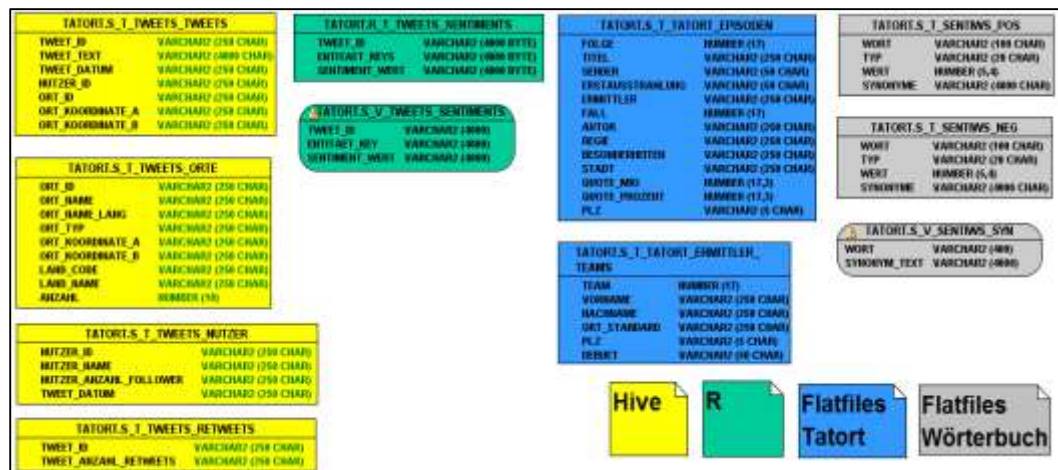 TATORT.S_T_TWEETS_TWEETS
TWEET_ID VARCHAR2 (250 CHAR)
TWEET_TEXT VARCHAR2 (4000 CHAR)
TWEET_DATUM VARCHAR2 (250 CHAR)
NUTZER_ID VARCHAR2 (250 CHAR)
ORT_ID VARCHAR2 (250 CHAR)
ORT_KOORDINATE_A VARCHAR2 (250 CHAR)
ORT_KOORDINATE_B VARCHAR2 (250 CHAR)
TATORT.S_T_TWEETS_ORTE
ORT_ID VARCHAR2 (250 CHAR)
ORT_NAME VARCHAR2 (250 CHAR)
ORT_NAME_LANG VARCHAR2 (250 CHAR)
ORT_TYP VARCHAR2 (250 CHAR)
ORT_KOORDINATE_A VARCHAR2 (250 CHAR)
ORT_KOORDINATE_B VARCHAR2 (250 CHAR)
LAND_CODE VARCHAR2 (250 CHAR)
LAND_NAME VARCHAR2 (250 CHAR)
ANZAHL NUMBER (10)
TATORT.S_T_TWEETS_NUTZER
NUTZER_ID VARCHAR2 (250 CHAR)
NUTZER_NAME VARCHAR2 (250 CHAR)
NUTZER_ANZAHL_FOLLOWER VARCHAR2 (250 CHAR)
TWEET_DATUM VARCHAR2 (250 CHAR)
TATORT.S_T_TWEETS_RETWEETS
TWEET_ID VARCHAR2 (250 CHAR)
TWEET_ANZAHL_RETWEETS VARCHAR2 (250 CHAR)
TATORT.R_T_TWEETS_SENTIMENTS
TWEET_ID VARCHAR2 (4000 BYTE)
ENTITAET_KEYS VARCHAR2 (4000 BYTE)
SENTIMENT_WERT VARCHAR2 (4000 BYTE)
TATORT.S_V_TWEETS_SENTIMENTS
TWEET_ID VARCHAR2 (4000)
ENTITAET_KEY VARCHAR2 (4000)
SENTIMENT_WERT VARCHAR2 (4000)
TATORT.S_T_TATORT_EPISODEN
FOLGE NUMBER (17)
TITEL VARCHAR2 (250 CHAR)
SENDER VARCHAR2 (50 CHAR)
ERSTAUSSTRAHLUNG VARCHAR2 (50 CHAR)
ERMITTLER VARCHAR2 (250 CHAR)
FALL NUMBER (17)
AUTOR VARCHAR2 (250 CHAR)
REGIE VARCHAR2 (250 CHAR)
BESONDERHEITEN VARCHAR2 (250 CHAR)
STADT VARCHAR2 (250 CHAR)
QUOTE_MIO NUMBER (17,3)
QUOTE_PROZENT NUMBER (17,3)
PLZ VARCHAR2 (5 CHAR)
TATORT.S_T_TATORT_ERMITTLER_
TEAMS
TEAM NUMBER (17)
VORNAME VARCHAR2 (250 CHAR)
NACHNAME VARCHAR2 (250 CHAR)
ORT_STANDARD VARCHAR2 (250 CHAR)
PLZ VARCHAR2 (5 CHAR)
DEBUET VARCHAR2 (CHAR)
TATORT.S_T_SENTIWS_POS
WORT VARCHAR2 (100 CHAR)
TYP VARCHAR2 (20 CHAR)
WERT NUMBER (5,4)
SYNONYME VARCHAR2 (4000 CHAR)
TATORT.S_T_SENTIWS_NEG
WORT VARCHAR2 (100 CHAR)
TYP VARCHAR2 (20 CHAR)
WERT NUMBER (5,4)
SYNONYME VARCHAR2 (4000 CHAR)
TATORT.S_V_SENTIWS_SYN
WORT VARCHAR2 (400)
SYNONYM_TEXT VARCHAR2 (4000)
Hive
R
Flatfiles
Tatort
Flatfiles
Wörterbuch